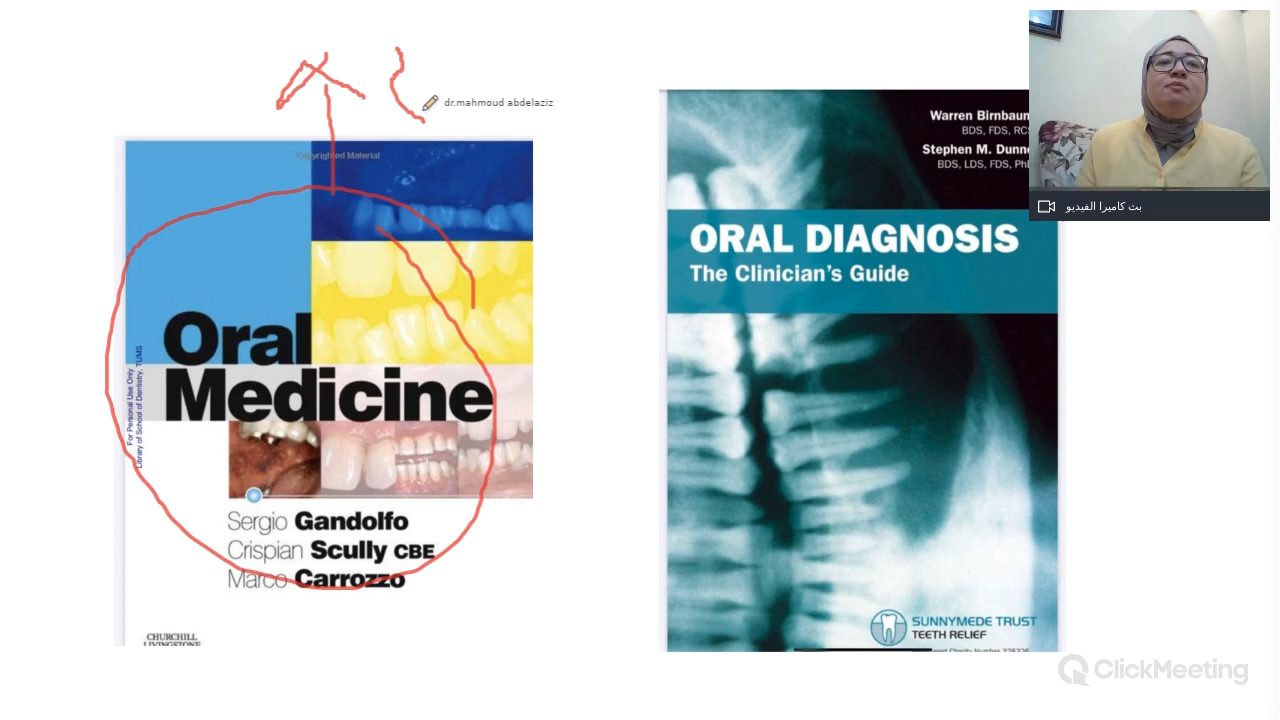 dr.mahmoud abdelaziz
Copyrighted Material
Oral
Medicine
For Personal Use Only
Library of School of Dentistry, TUMS
Sergio Gandolfo
Crispian Scully CBE
Marco Carrozzo
CHURCHILL
LIVINGSTONE
Warren Birnbaum
BDS, FDS, RCS
Stephen M. Dunne
BDS, LDS, FDS, PhD
ORAL DIAGNOSIS
The Clinician's Guide
SUNNYMEDE TRUST
TEETH RELIEF
بث كاميرا الفيديو
ClickMeeting